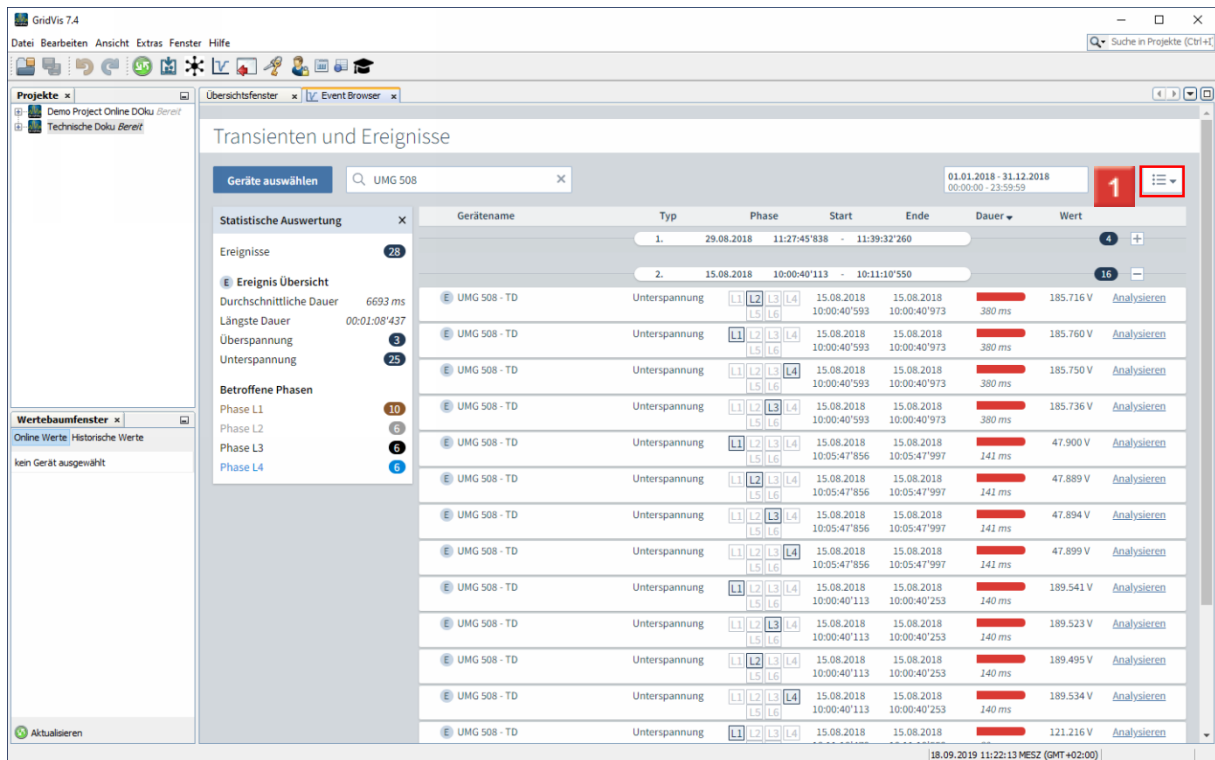 GridVis 7.4
Datei Bearbeiten Ansicht Extras Fenster Hilfe
Suche in Projekte (Ctrl+I
Projekte
Demo Project Online DOku Bereit
Technische Doku Bereit
Übersichtsfenster
Event Browser
Transienten und Ereignisse
Geräte auswählen
UMG 508
01.01.2018 - 31.12.2018
00:00:00 - 23:59:59
1
Statistische Auswertung
Ereignisse 28
E Ereignis Übersicht
Durchschnittliche Dauer 6693 ms
Längste Dauer 00:01:08'437
Überspannung 3
Unterspannung 25
Betroffene Phasen
Phase L1 10
Phase L2 6
Phase L3 6
Phase L4 6
Gerätename Typ Phase Start Ende Dauer Wert
1. 29.08.2018 11:27:45'838 - 11:39:32'260 4
2. 15.08.2018 10:00:40'113 - 10:11:10'550 16
E UMG 508 - TD Unterspannung L1 L2 L3 L4 15.08.2018 15.08.2018 185.716 V Analysieren
L5 L6 10:00:40'593 10:00:40'973 380 ms
E UMG 508 - TD Unterspannung L1 L2 L3 L4 15.08.2018 15.08.2018 185.760 V Analysieren
L5 L6 10:00:40'593 10:00:40'973 380 ms
E UMG 508 - TD Unterspannung L1 L2 L3 L4 15.08.2018 15.08.2018 185.750 V Analysieren
L5 L6 10:00:40'593 10:00:40'973 380 ms
E UMG 508 - TD Unterspannung L1 L2 L3 L4 15.08.2018 15.08.2018 185.736 V Analysieren
L5 L6 10:00:40'593 10:00:40'973 380 ms
E UMG 508 - TD Unterspannung L1 L2 L3 L4 15.08.2018 15.08.2018 47.900 V Analysieren
L5 L6 10:05:47'856 10:05:47'997 141 ms
E UMG 508 - TD Unterspannung L1 L2 L3 L4 15.08.2018 15.08.2018 47.889 V Analysieren
L5 L6 10:05:47'856 10:05:47'997 141 ms
E UMG 508 - TD Unterspannung L1 L2 L3 L4 15.08.2018 15.08.2018 47.894 V Analysieren
L5 L6 10:05:47'856 10:05:47'997 141 ms
E UMG 508 - TD Unterspannung L1 L2 L3 L4 15.08.2018 15.08.2018 47.899 V Analysieren
L5 L6 10:05:47'856 10:05:47'997 141 ms
E UMG 508 - TD Unterspannung L1 L2 L3 L4 15.08.2018 15.08.2018 189.541 V Analysieren
L5 L6 10:00:40'113 10:00:40'253 140 ms
E UMG 508 - TD Unterspannung L1 L2 L3 L4 15.08.2018 15.08.2018 189.523 V Analysieren
L5 L6 10:00:40'113 10:00:40'253 140 ms
E UMG 508 - TD Unterspannung L1 L2 L3 L4 15.08.2018 15.08.2018 189.495 V Analysieren
L5 L6 10:00:40'113 10:00:40'253 140 ms
E UMG 508 - TD Unterspannung L1 L2 L3 L4 15.08.2018 15.08.2018 189.534 V Analysieren
L5 L6 10:00:40'113 10:00:40'253 140 ms
E UMG 508 - TD Unterspannung L1 L2 L3 L4 15.08.2018 15.08.2018 121.216 V Analysieren
Wertebaumfenster
Online Werte Historische Werte
kein Gerät ausgewählt
Aktualisieren
18.09.2019 11:22:13 MESZ (GMT+02:00)